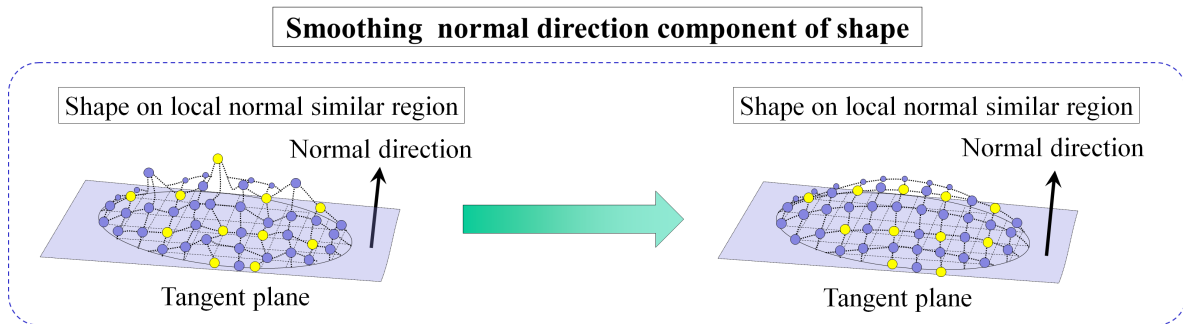 Smoothing normal direction component of shape
Shape on local normal similar region
Normal direction
Tangent plane
Shape on local normal similar region
Normal direction
Tangent plane